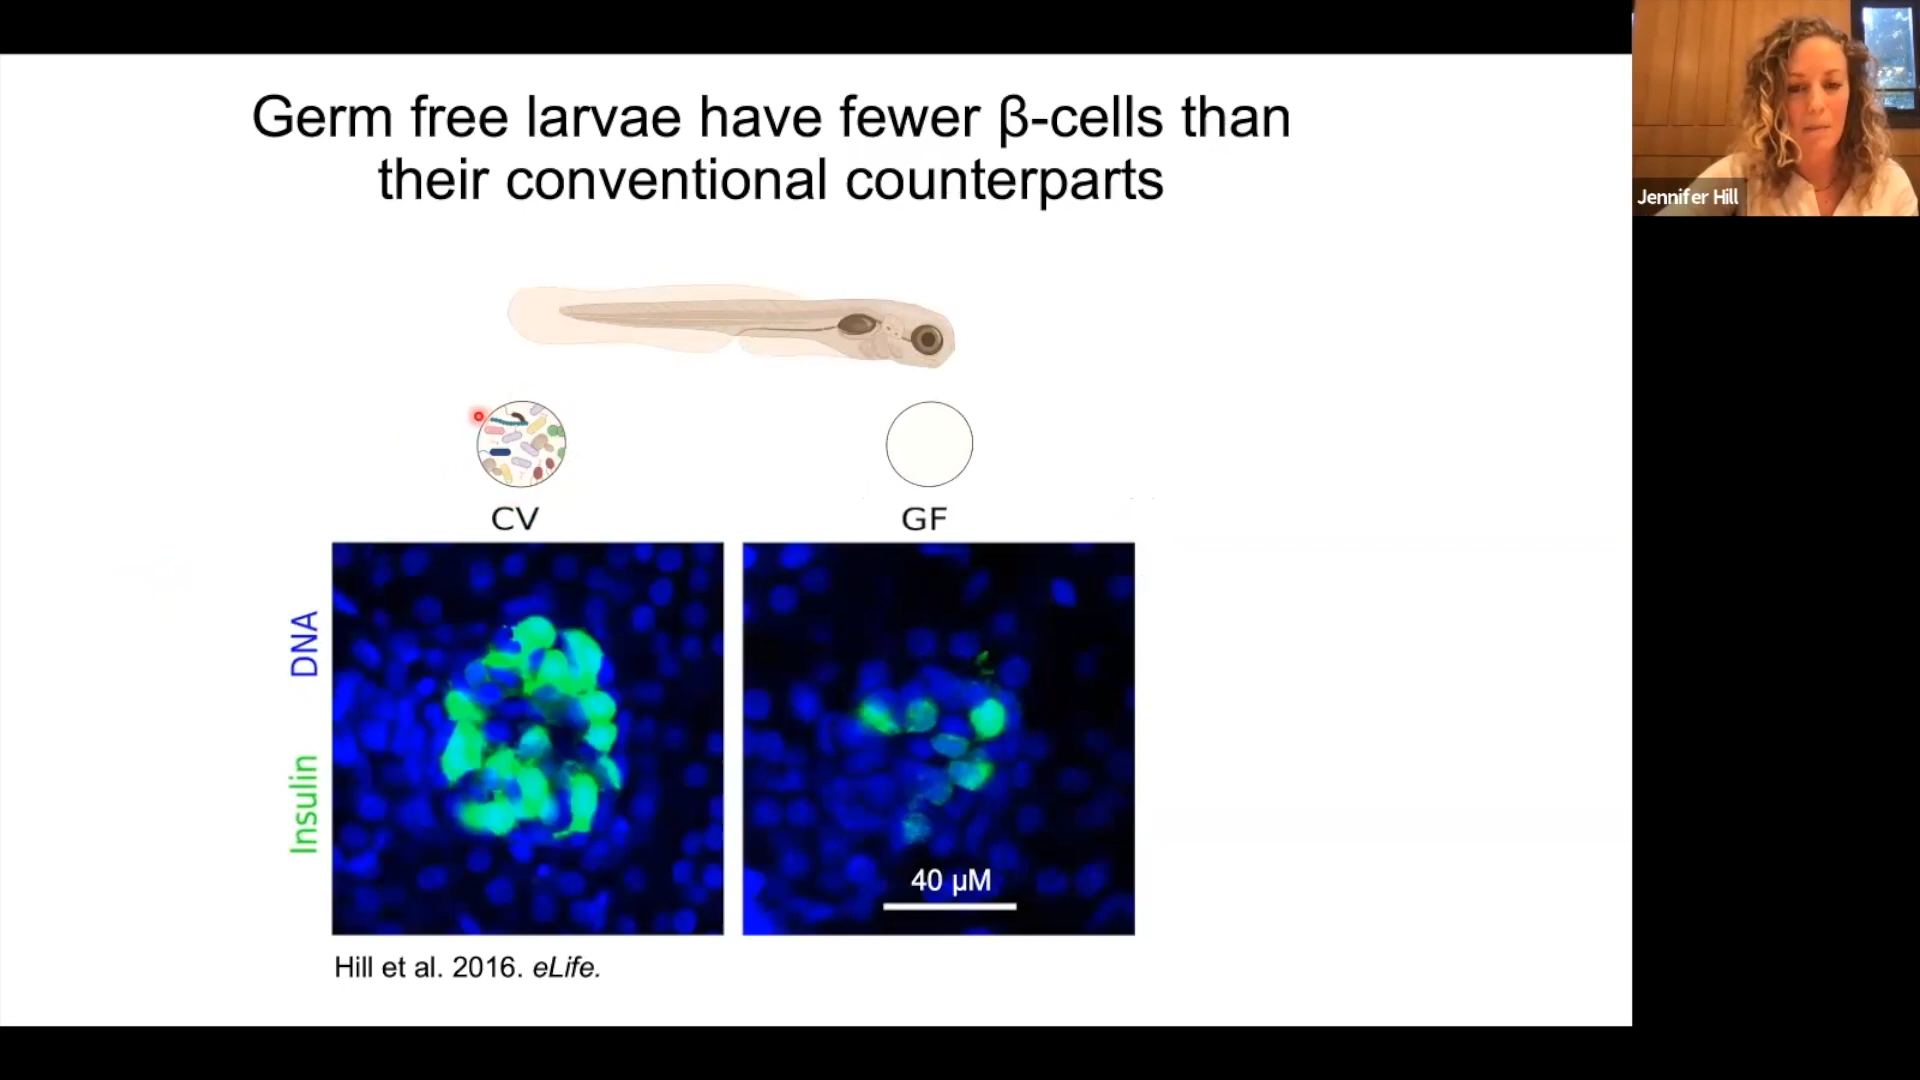 Germ free larvae have fewer β-cells than
their conventional counterparts
Jennifer Hill
CV
GF
DNA
Insulin
40 µM
Hill et al. 2016. eLife.